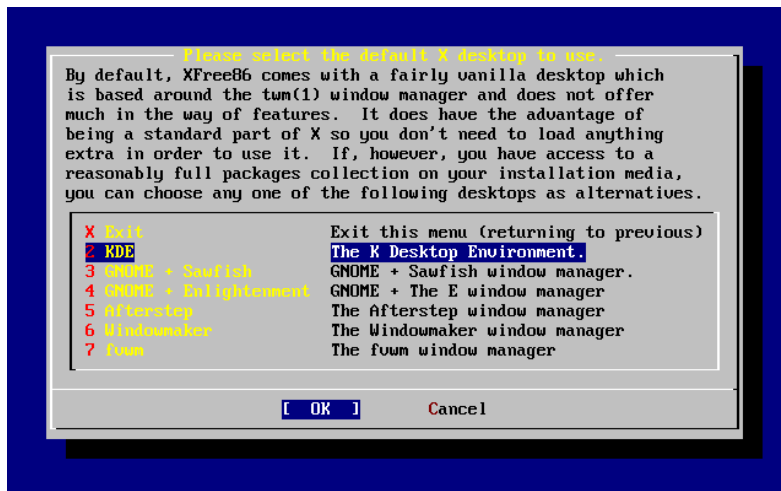 Please select the default X desktop to use.
By default, XFree86 comes with a fairly vanilla desktop which
is based around the twm(1) window manager and does not offer
much in the way of features.  It does have the advantage of
being a standard part of X so you don't need to load anything
extra in order to use it.  If, however, you have access to a
reasonably full packages collection on your installation media,
you can choose any one of the following desktops as alternatives.
X Exit Exit this menu (returning to previous)
2 KDE The K Desktop Environment.
3 GNOME + Sawfish GNOME + Sawfish window manager.
4 GNOME + Enlightenment GNOME + The E window manager
5 Afterstep The Afterstep window manager
6 Windowmaker The Windowmaker window manager
7 fvwm The fvwm window manager
[ OK ] Cancel